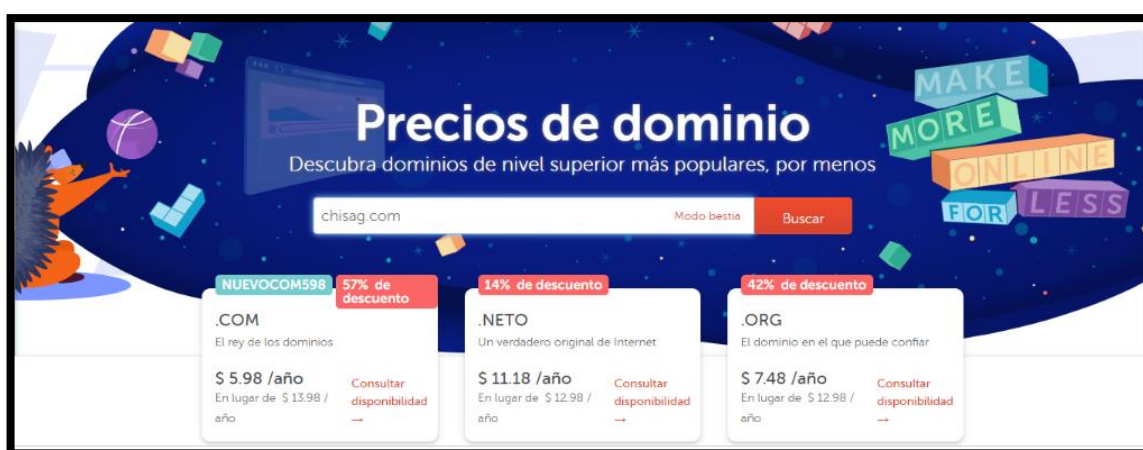 Precios de dominio
Descubra dominios de nivel superior más populares, por menos
chisag.com
Modo bestia
Buscar
MAKE
MORE
ONLINE
FOR LESS
NUEVOCOM598
57% de
descuento
.COM
El rey de los dominios
$ 5.98 /año
En lugar de $ 13.98 /
año
Consultar
disponibilidad
→
14% de descuento
.NETO
Un verdadero original de Internet
$ 11.18 /año
En lugar de $ 12.98 /
año
Consultar
disponibilidad
→
42% de descuento
.ORG
El dominio en el que puede confiar
$ 7.48 /año
En lugar de $ 12.98 /
año
Consultar
disponibilidad
→